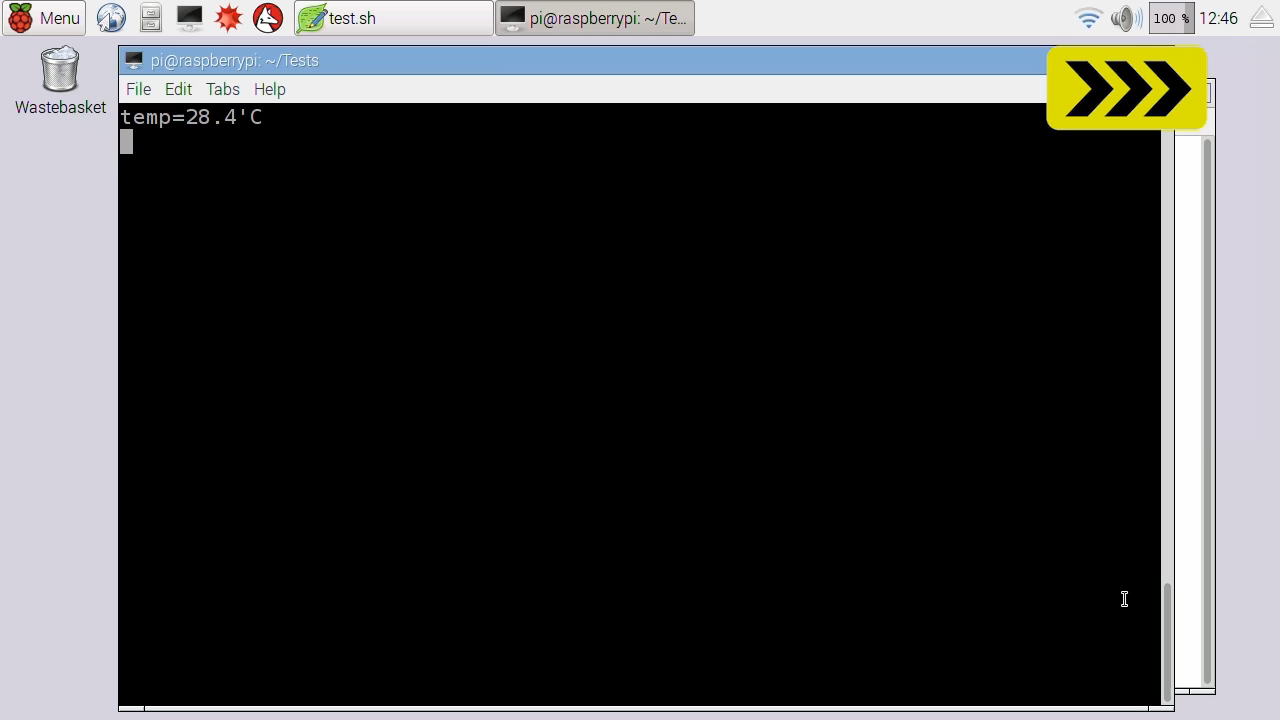 Menu
test.sh
pi@raspberrypi: ~/Te...
100 %
12:46
Wastebasket
pi@raspberrypi: ~/Tests
File Edit Tabs Help
temp=28.4'C